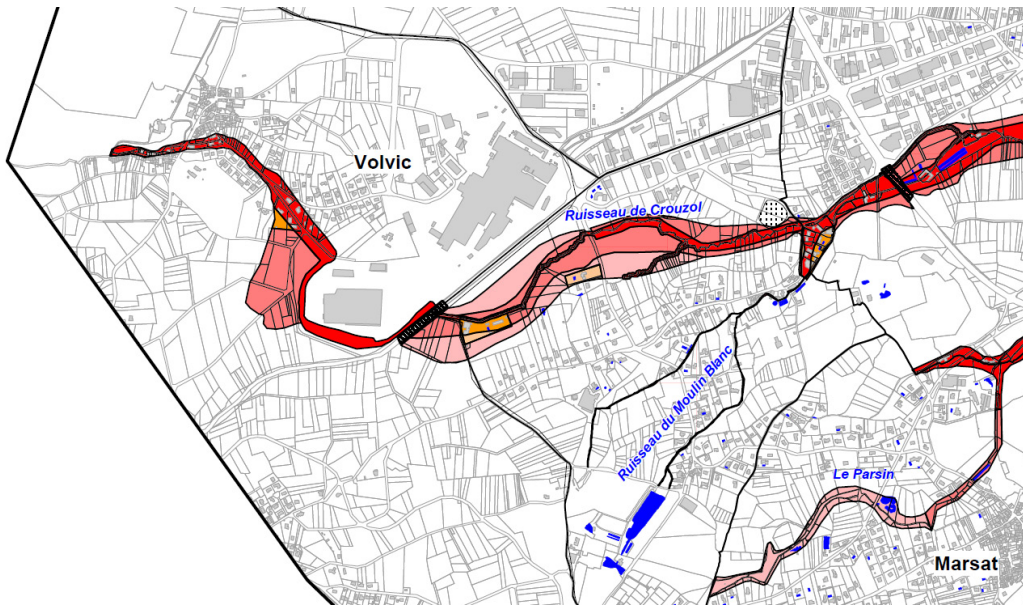 Volvic
Ruisseau de Crouzol
Ruisseau du Moulin Blanc
Le Parsin
Marsat